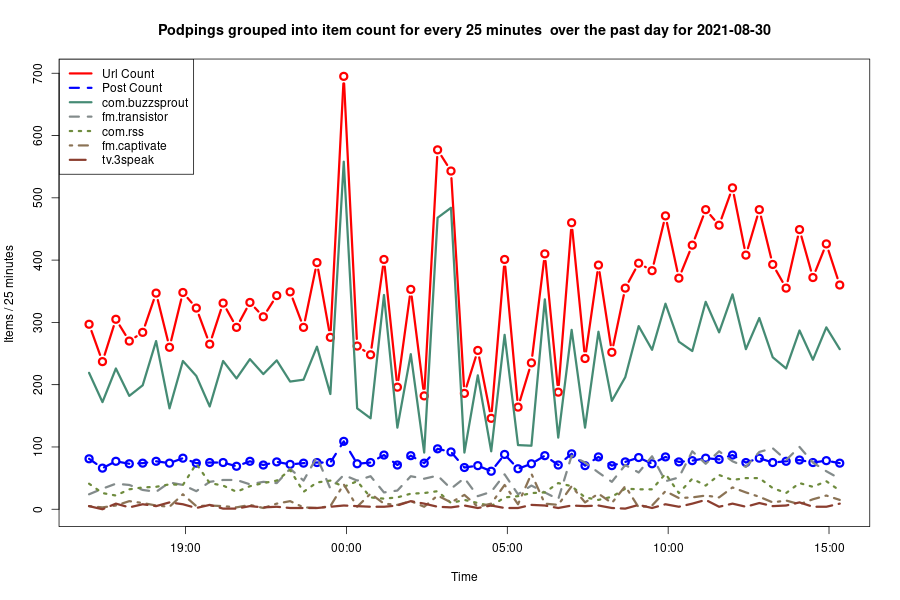 Podpings grouped into item count for every 25 minutes  over the past day for 2021-08-30
Url Count
Post Count
com.buzzsprout
fm.transistor
com.rss
fm.captivate
tv.3speak
Items / 25 minutes
700
600
500
400
300
200
100
0
19:00
00:00
05:00
10:00
15:00
Time